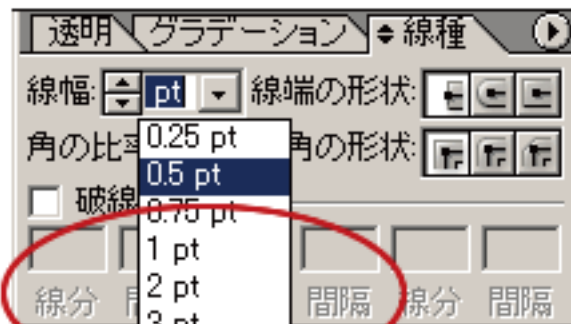 透明 グラデーション 線種
線幅: pt 線端の形状:
角の比率 角の形状:
0.25 pt
0.5 pt
破線
0.75 pt
1 pt
2 pt
3 pt
線分 間隔 線分 間隔